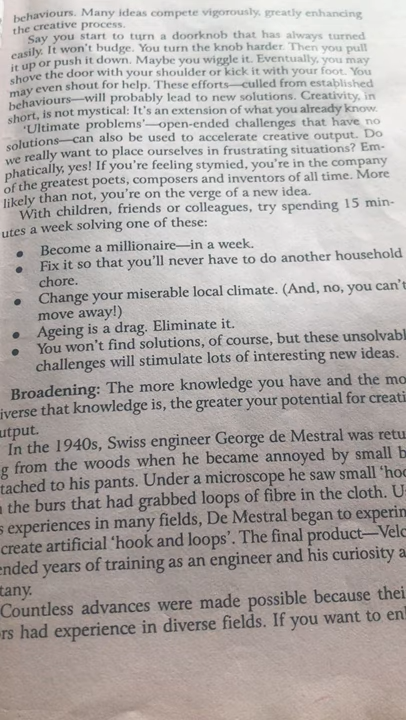 behaviours. Many ideas compete vigorously, greatly enhancing
the creative process.
Say you start to turn a doorknob that has always turned
easily. It won't budge. You turn the knob harder. Then you pull
it up or push it down. Maybe you wiggle it. Eventually, you may
shove the door with your shoulder or kick it with your foot. You
may even shout for help. These efforts—culled from established
behaviours—will probably lead to new solutions. Creativity, in
short, is not mystical: It's an extension of what you already know.
'Ultimate problems'—open-ended challenges that have no
solutions—can also be used to accelerate creative output. Do
we really want to place ourselves in frustrating situations? Em-
phatically, yes! If you're feeling stymied, you're in the company
of the greatest poets, composers and inventors of all time. More
likely than not, you're on the verge of a new idea.
With children, friends or colleagues, try spending 15 min-
utes a week solving one of these:
• Become a millionaire—in a week.
• Fix it so that you'll never have to do another household
chore.
• Change your miserable local climate. (And, no, you can't
move away!)
• Ageing is a drag. Eliminate it.
• You won't find solutions, of course, but these unsolvabl
challenges will stimulate lots of interesting new ideas.
Broadening: The more knowledge you have and the mo
iverse that knowledge is, the greater your potential for creati
utput.
In the 1940s, Swiss engineer George de Mestral was retu
g from the woods when he became annoyed by small b
tached to his pants. Under a microscope he saw small 'hoo
the burs that had grabbed loops of fibre in the cloth. U
s experiences in many fields, De Mestral began to experim
create artificial 'hook and loops'. The final product—Velc
ended years of training as an engineer and his curiosity a
tany.
Countless advances were made possible because thei
rs had experience in diverse fields. If you want to en